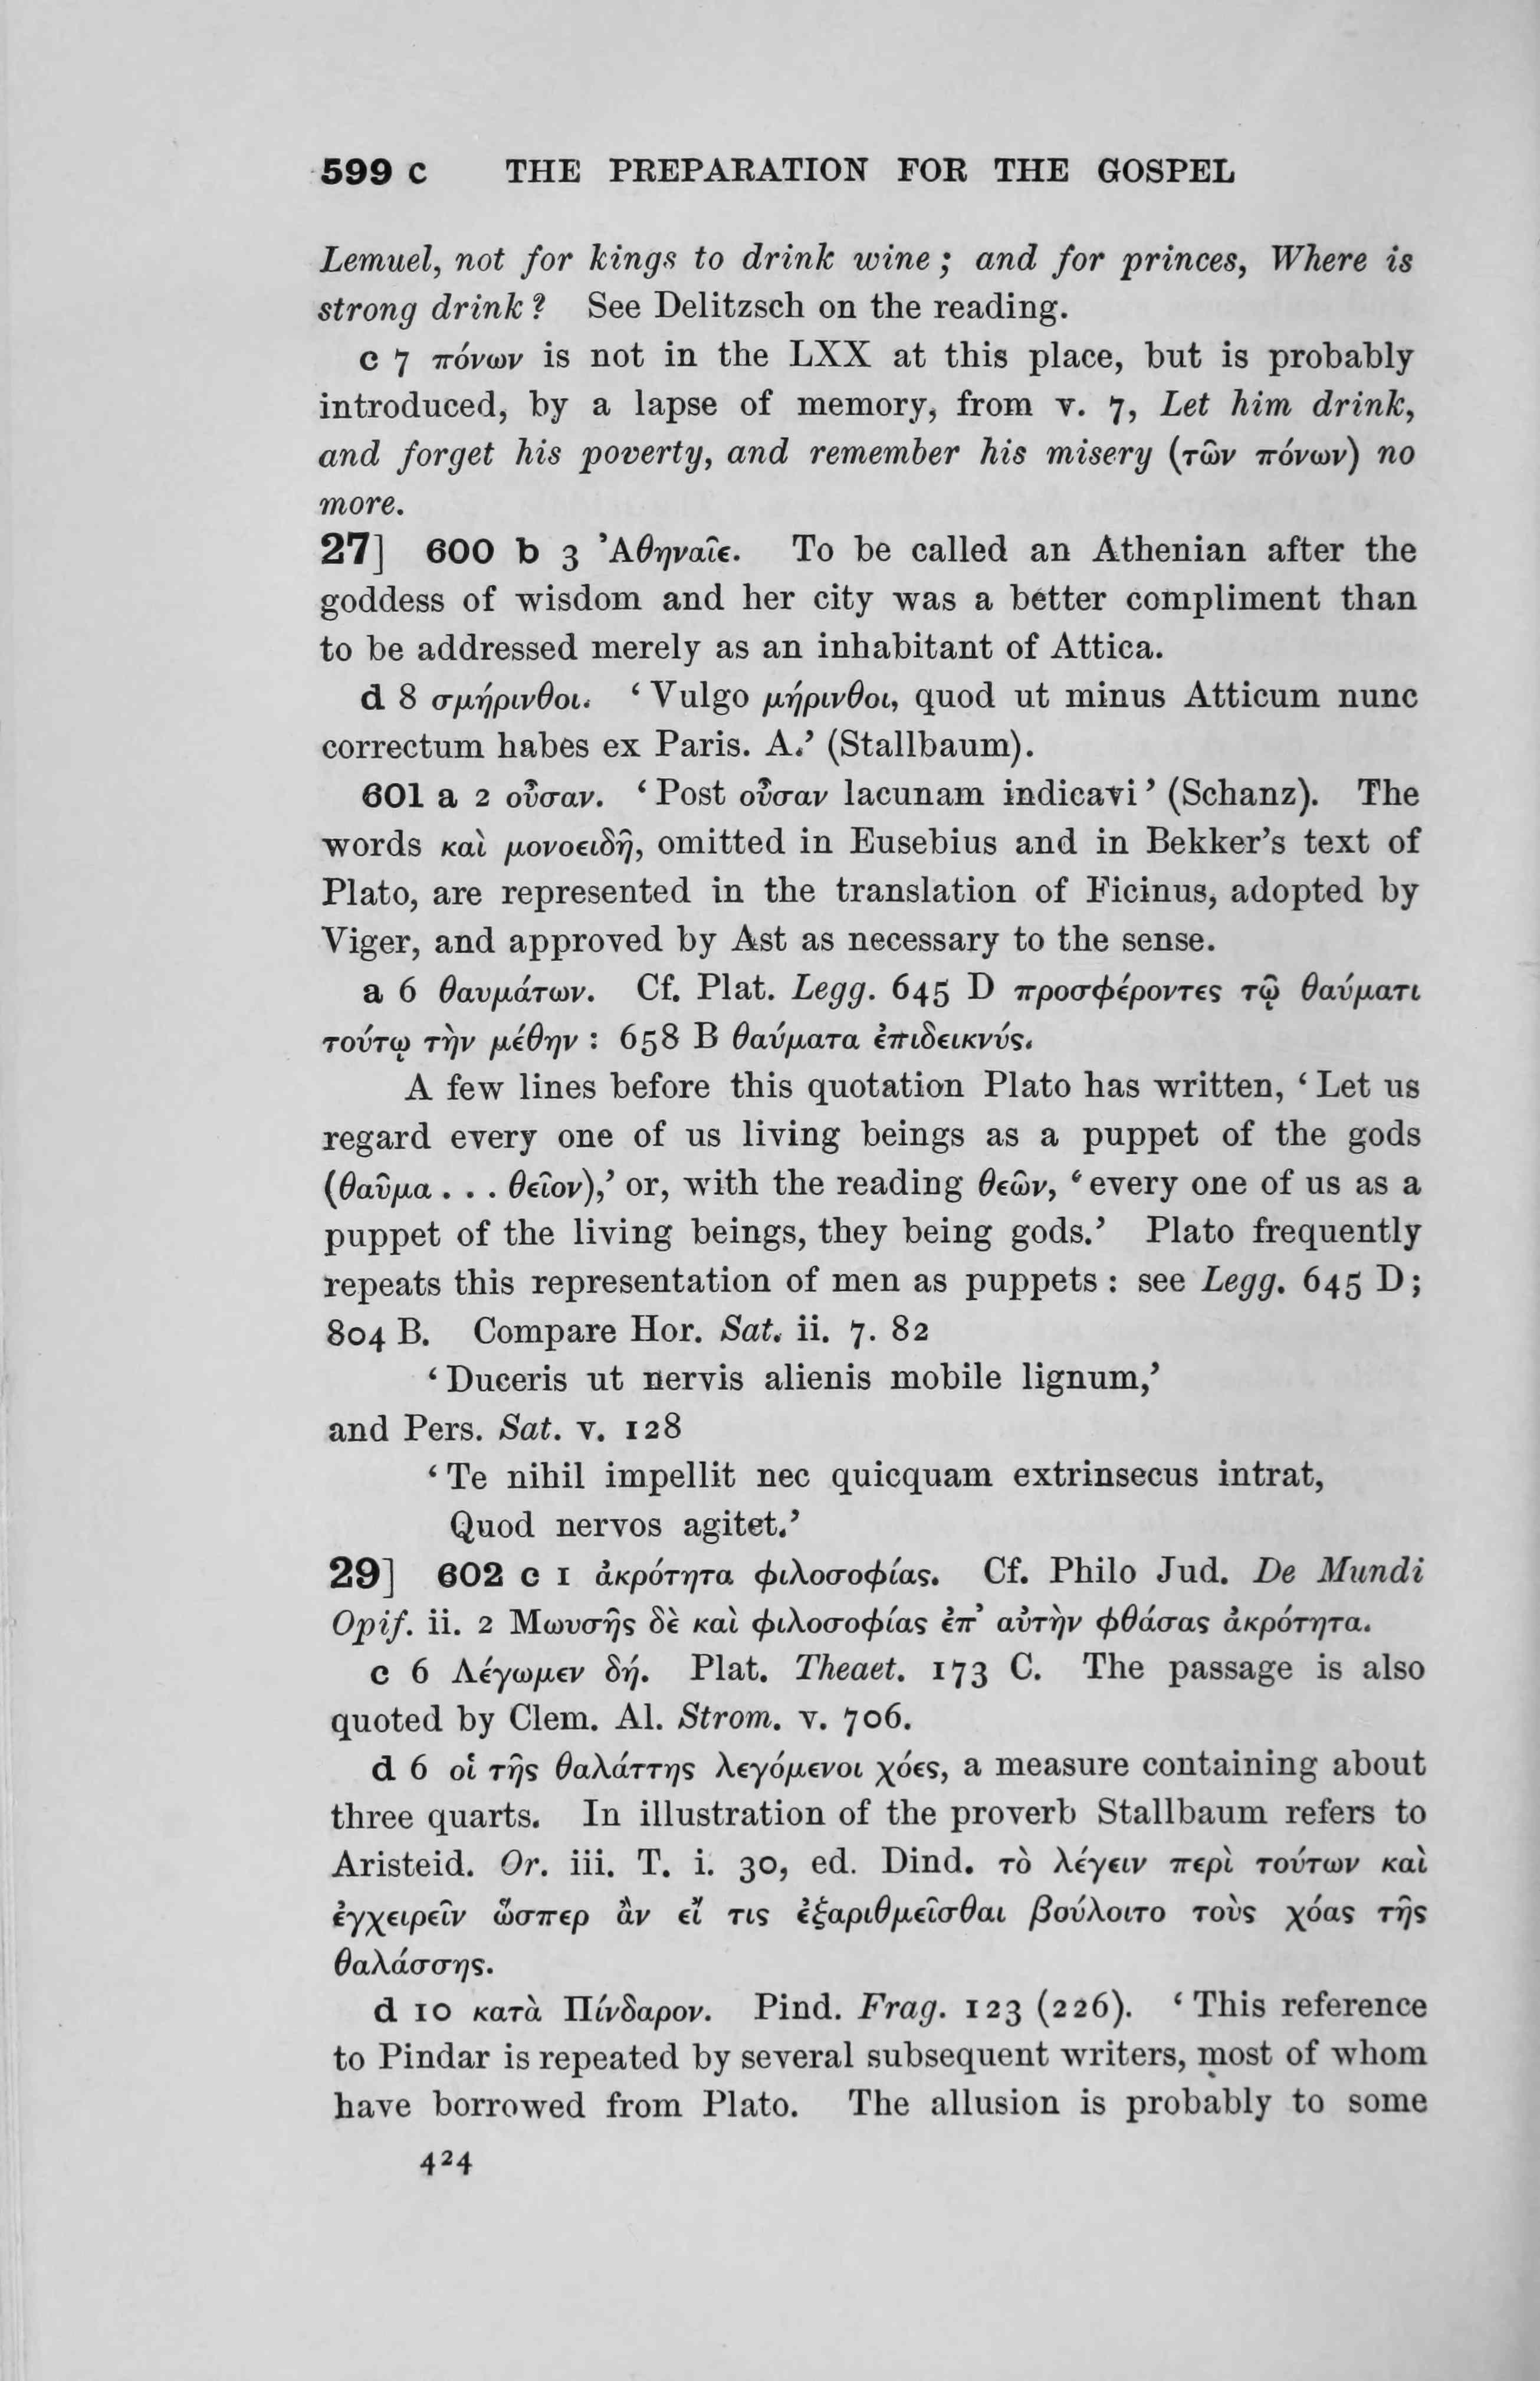 599 c THE PREPARATION FOR THE GOSPEL
Lemuel, not for kings to drink wine; and for princes, Where is
strong drink? See Delitzsch on the reading.
c 7 πόνων is not in the LXX at this place, but is probably
introduced, by a lapse of memory, from v. 7, Let him drink,
and forget his poverty, and remember his misery (τῶν πόνων) no
more.
27] 600 b 3 Ἀθηναῖε. To be called an Athenian after the
goddess of wisdom and her city was a better compliment than
to be addressed merely as an inhabitant of Attica.
d 8 σμήρινθοι. ‘Vulgo μήρινθοι, quod ut minus Atticum nunc
correctum habes ex Paris. A.’ (Stallbaum).
601 a 2 οὖσαν. ‘Post οὖσαν lacunam indicavi’ (Schanz). The
words καὶ μονοειδῆ, omitted in Eusebius and in Bekker’s text of
Plato, are represented in the translation of Ficinus, adopted by
Viger, and approved by Ast as necessary to the sense.
a 6 θαυμάτων. Cf. Plat. Legg. 645 D προσφέροντες τῷ θαύματι
τούτῳ τὴν μέθην : 658 B θαύματα ἐπιδεικνύς.
A few lines before this quotation Plato has written, ‘Let us
regard every one of us living beings as a puppet of the gods
(θαῦμα . . . θεῖον),’ or, with the reading θεῶν, ‘every one of us as a
puppet of the living beings, they being gods.’ Plato frequently
repeats this representation of men as puppets : see Legg. 645 D;
804 B. Compare Hor. Sat. ii. 7. 82
‘Duceris ut nervis alienis mobile lignum,’
and Pers. Sat. v. 128
‘Te nihil impellit nec quicquam extrinsecus intrat,
Quod nervos agitet.’
29] 602 c 1 ἀκρότητα φιλοσοφίας. Cf. Philo Jud. De Mundi
Opif. ii. 2 Μωυσῆς δὲ καὶ φιλοσοφίας ἐπ’ αὐτὴν φθάσας ἀκρότητα.
c 6 Λέγωμεν δή. Plat. Theaet. 173 C. The passage is also
quoted by Clem. Al. Strom. v. 706.
d 6 οἱ τῆς θαλάττης λεγόμενοι χόες, a measure containing about
three quarts. In illustration of the proverb Stallbaum refers to
Aristeid. Or. iii. T. i. 30, ed. Dind. τὸ λέγειν περὶ τούτων καὶ
ἐγχειρεῖν ὥσπερ ἂν εἴ τις ἐξαριθμεῖσθαι βούλοιτο τοὺς χόας τῆς
θαλάσσης.
d 10 κατὰ Πίνδαρον. Pind. Frag. 123 (226). ‘This reference
to Pindar is repeated by several subsequent writers, most of whom
have borrowed from Plato. The allusion is probably to some
424